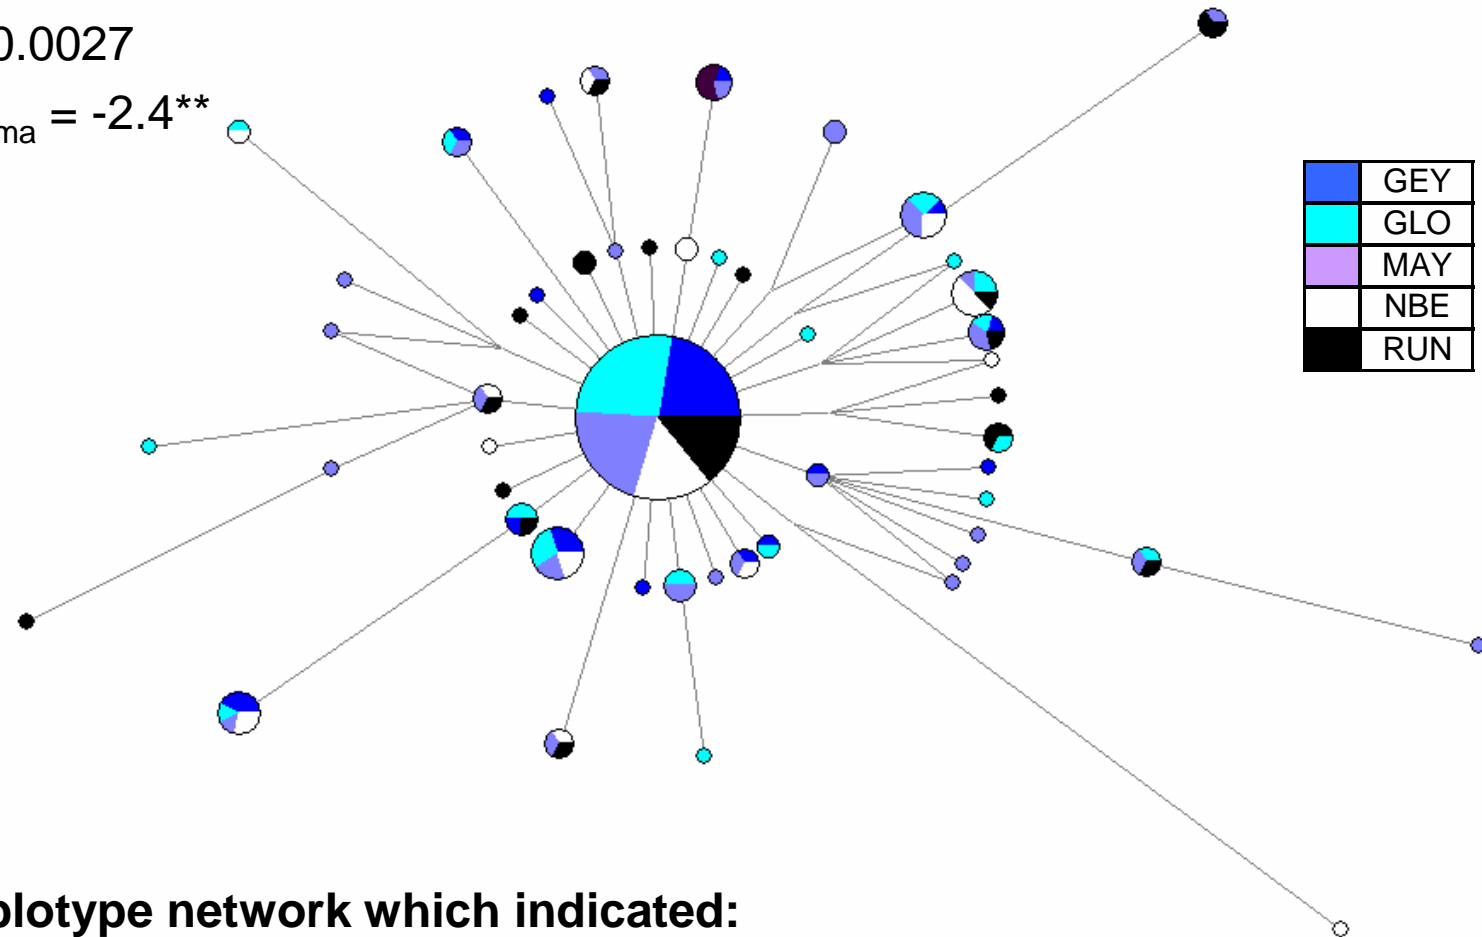 0.0027
ma = -2.4**
GEY
GLO
MAY
NBE
RUN
plotype network which indicated: